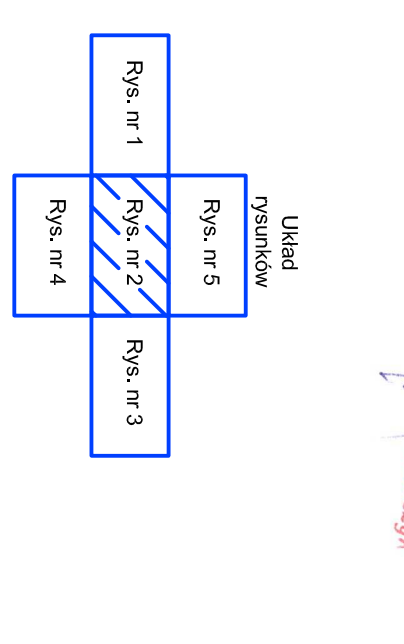 Układ
rysunków
Rys. nr 5
Rys. nr 1
Rys. nr 2
Rys. nr 3
Rys. nr 4